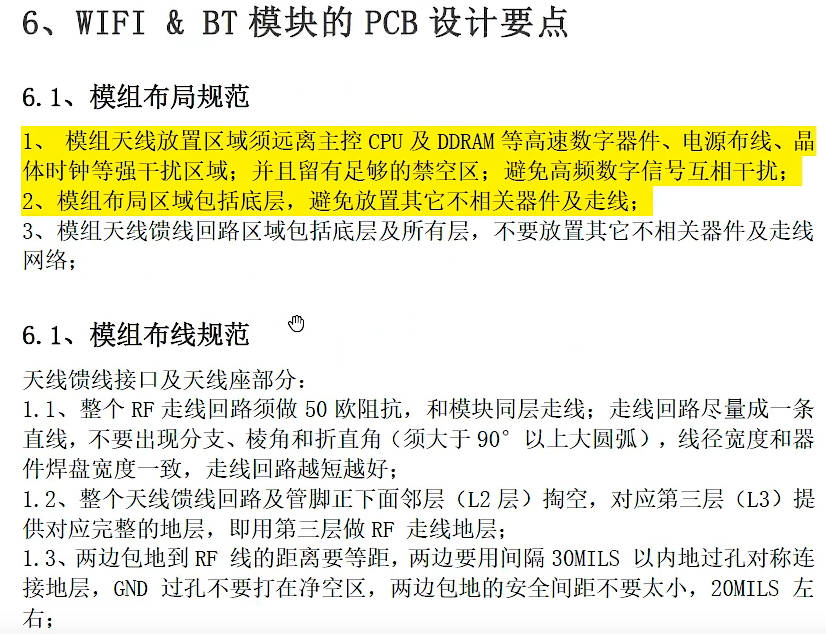 6、WIFI & BT 模块的 PCB 设计要点
6.1、模组布局规范
1、 模组天线放置区域须远离主控 CPU 及 DDRAM 等高速数字器件、电源布线、晶
体时钟等强干扰区域；并且留有足够的禁空区；避免高频数字信号互相干扰；
2、模组布局区域包括底层，避免放置其它不相关器件及走线；
3、模组天线馈线回路区域包括底层及所有层，不要放置其它不相关器件及走线
网络；
6.1、模组布线规范
天线馈线接口及天线座部分：
1.1、整个 RF 走线回路须做 50 欧阻抗，和模块同层走线；走线回路尽量成一条
直线，不要出现分支、棱角和折直角（须大于 90° 以上大圆弧），线径宽度和器
件焊盘宽度一致，走线回路越短越好；
1.2、整个天线馈线回路及管脚正下面邻层（L2 层）掏空，对应第三层（L3）提
供对应完整的地层，即用第三层做 RF 走线地层；
1.3、两边包地到 RF 线的距离要等距，两边要用间隔 30MILS 以内地过孔对称连
接地层，GND 过孔不要打在净空区，两边包地的安全间距不要太小，20MILS 左
右；